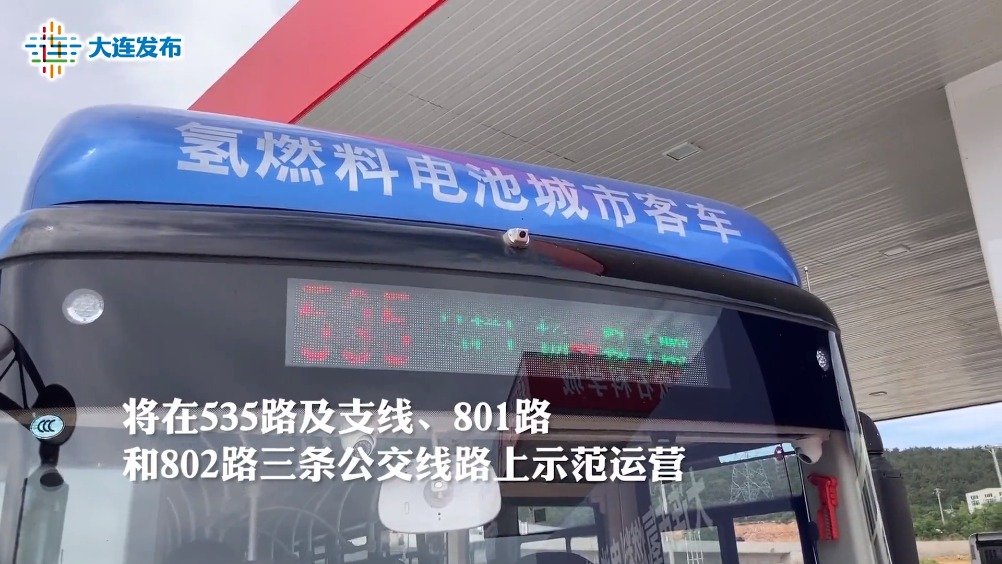 大连发布
氢燃料电池城市客车
535
将在535路及支线、801路
和802路三条公交线路上示范运营